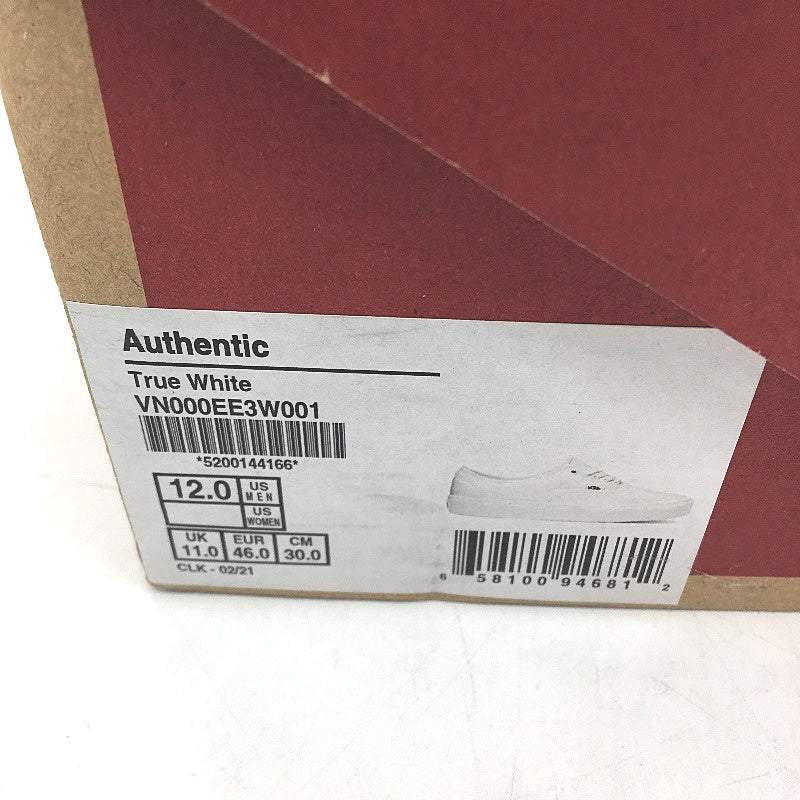 Authentic
True White
VN000EE3W001
*5200144166*
12.0 US MEN
US WOMEN
UK 11.0 EUR 46.0 CM 30.0
CLK - 02/21
6 58100 94681 2